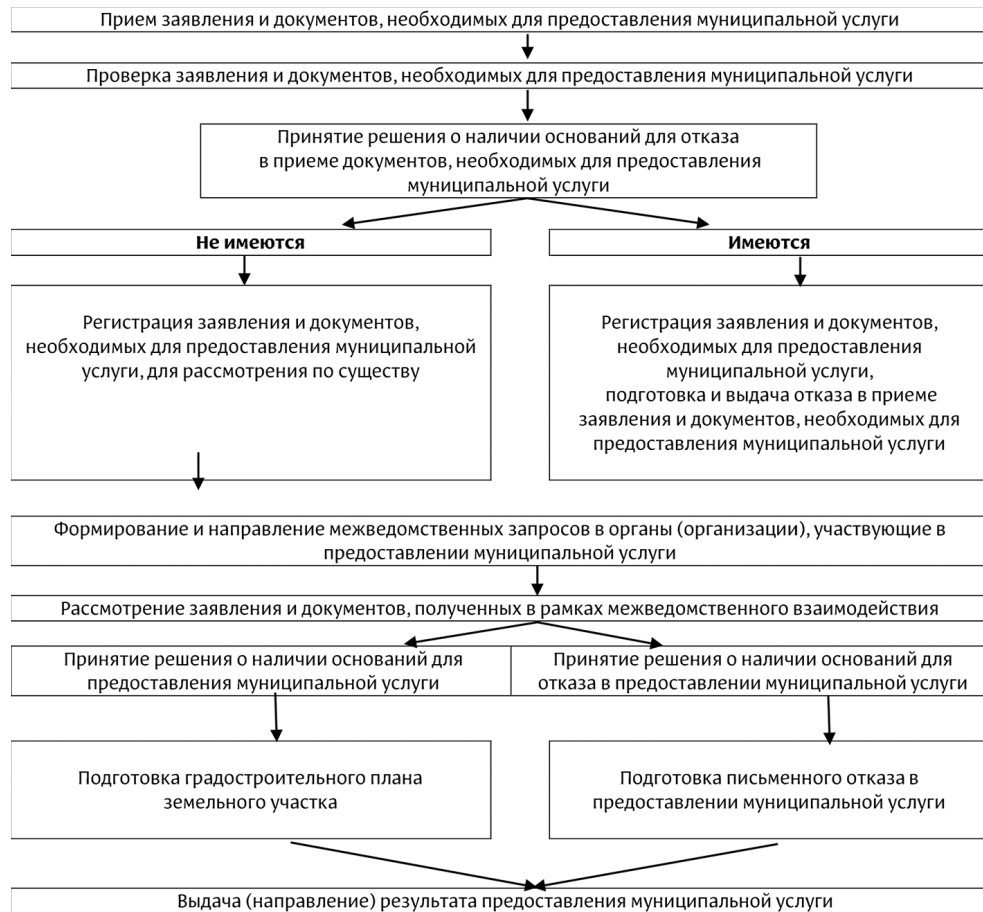 Прием заявления и документов, необходимых для предоставления муниципальной услуги
Проверка заявления и документов, необходимых для предоставления муниципальной услуги
Принятие решения о наличии оснований для отказа
в приеме документов, необходимых для предоставления
муниципальной услуги
Не имеются
Имеются
Регистрация заявления и документов,
необходимых для предоставления муниципальной
услуги, для рассмотрения по существу
Регистрация заявления и документов,
необходимых для предоставления
муниципальной услуги,
подготовка и выдача отказа в приеме
заявления и документов, необходимых для
предоставления муниципальной услуги
Формирование и направление межведомственных запросов в органы (организации), участвующие в
предоставлении муниципальной услуги
Рассмотрение заявления и документов, полученных в рамках межведомственного взаимодействия
Принятие решения о наличии оснований для
предоставления муниципальной услуги
Принятие решения о наличии оснований для
отказа в предоставлении муниципальной услуги
Подготовка градостроительного плана
земельного участка
Подготовка письменного отказа в
предоставлении муниципальной услуги
Выдача (направление) результата предоставления муниципальной услуги